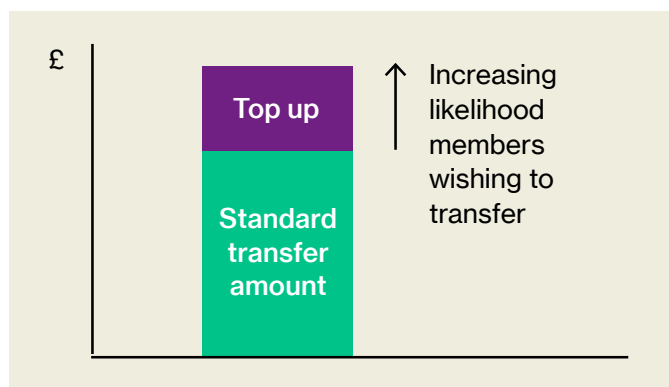 £
Top up
Standard
transfer
amount
Increasing
likelihood
members
wishing to
transfer